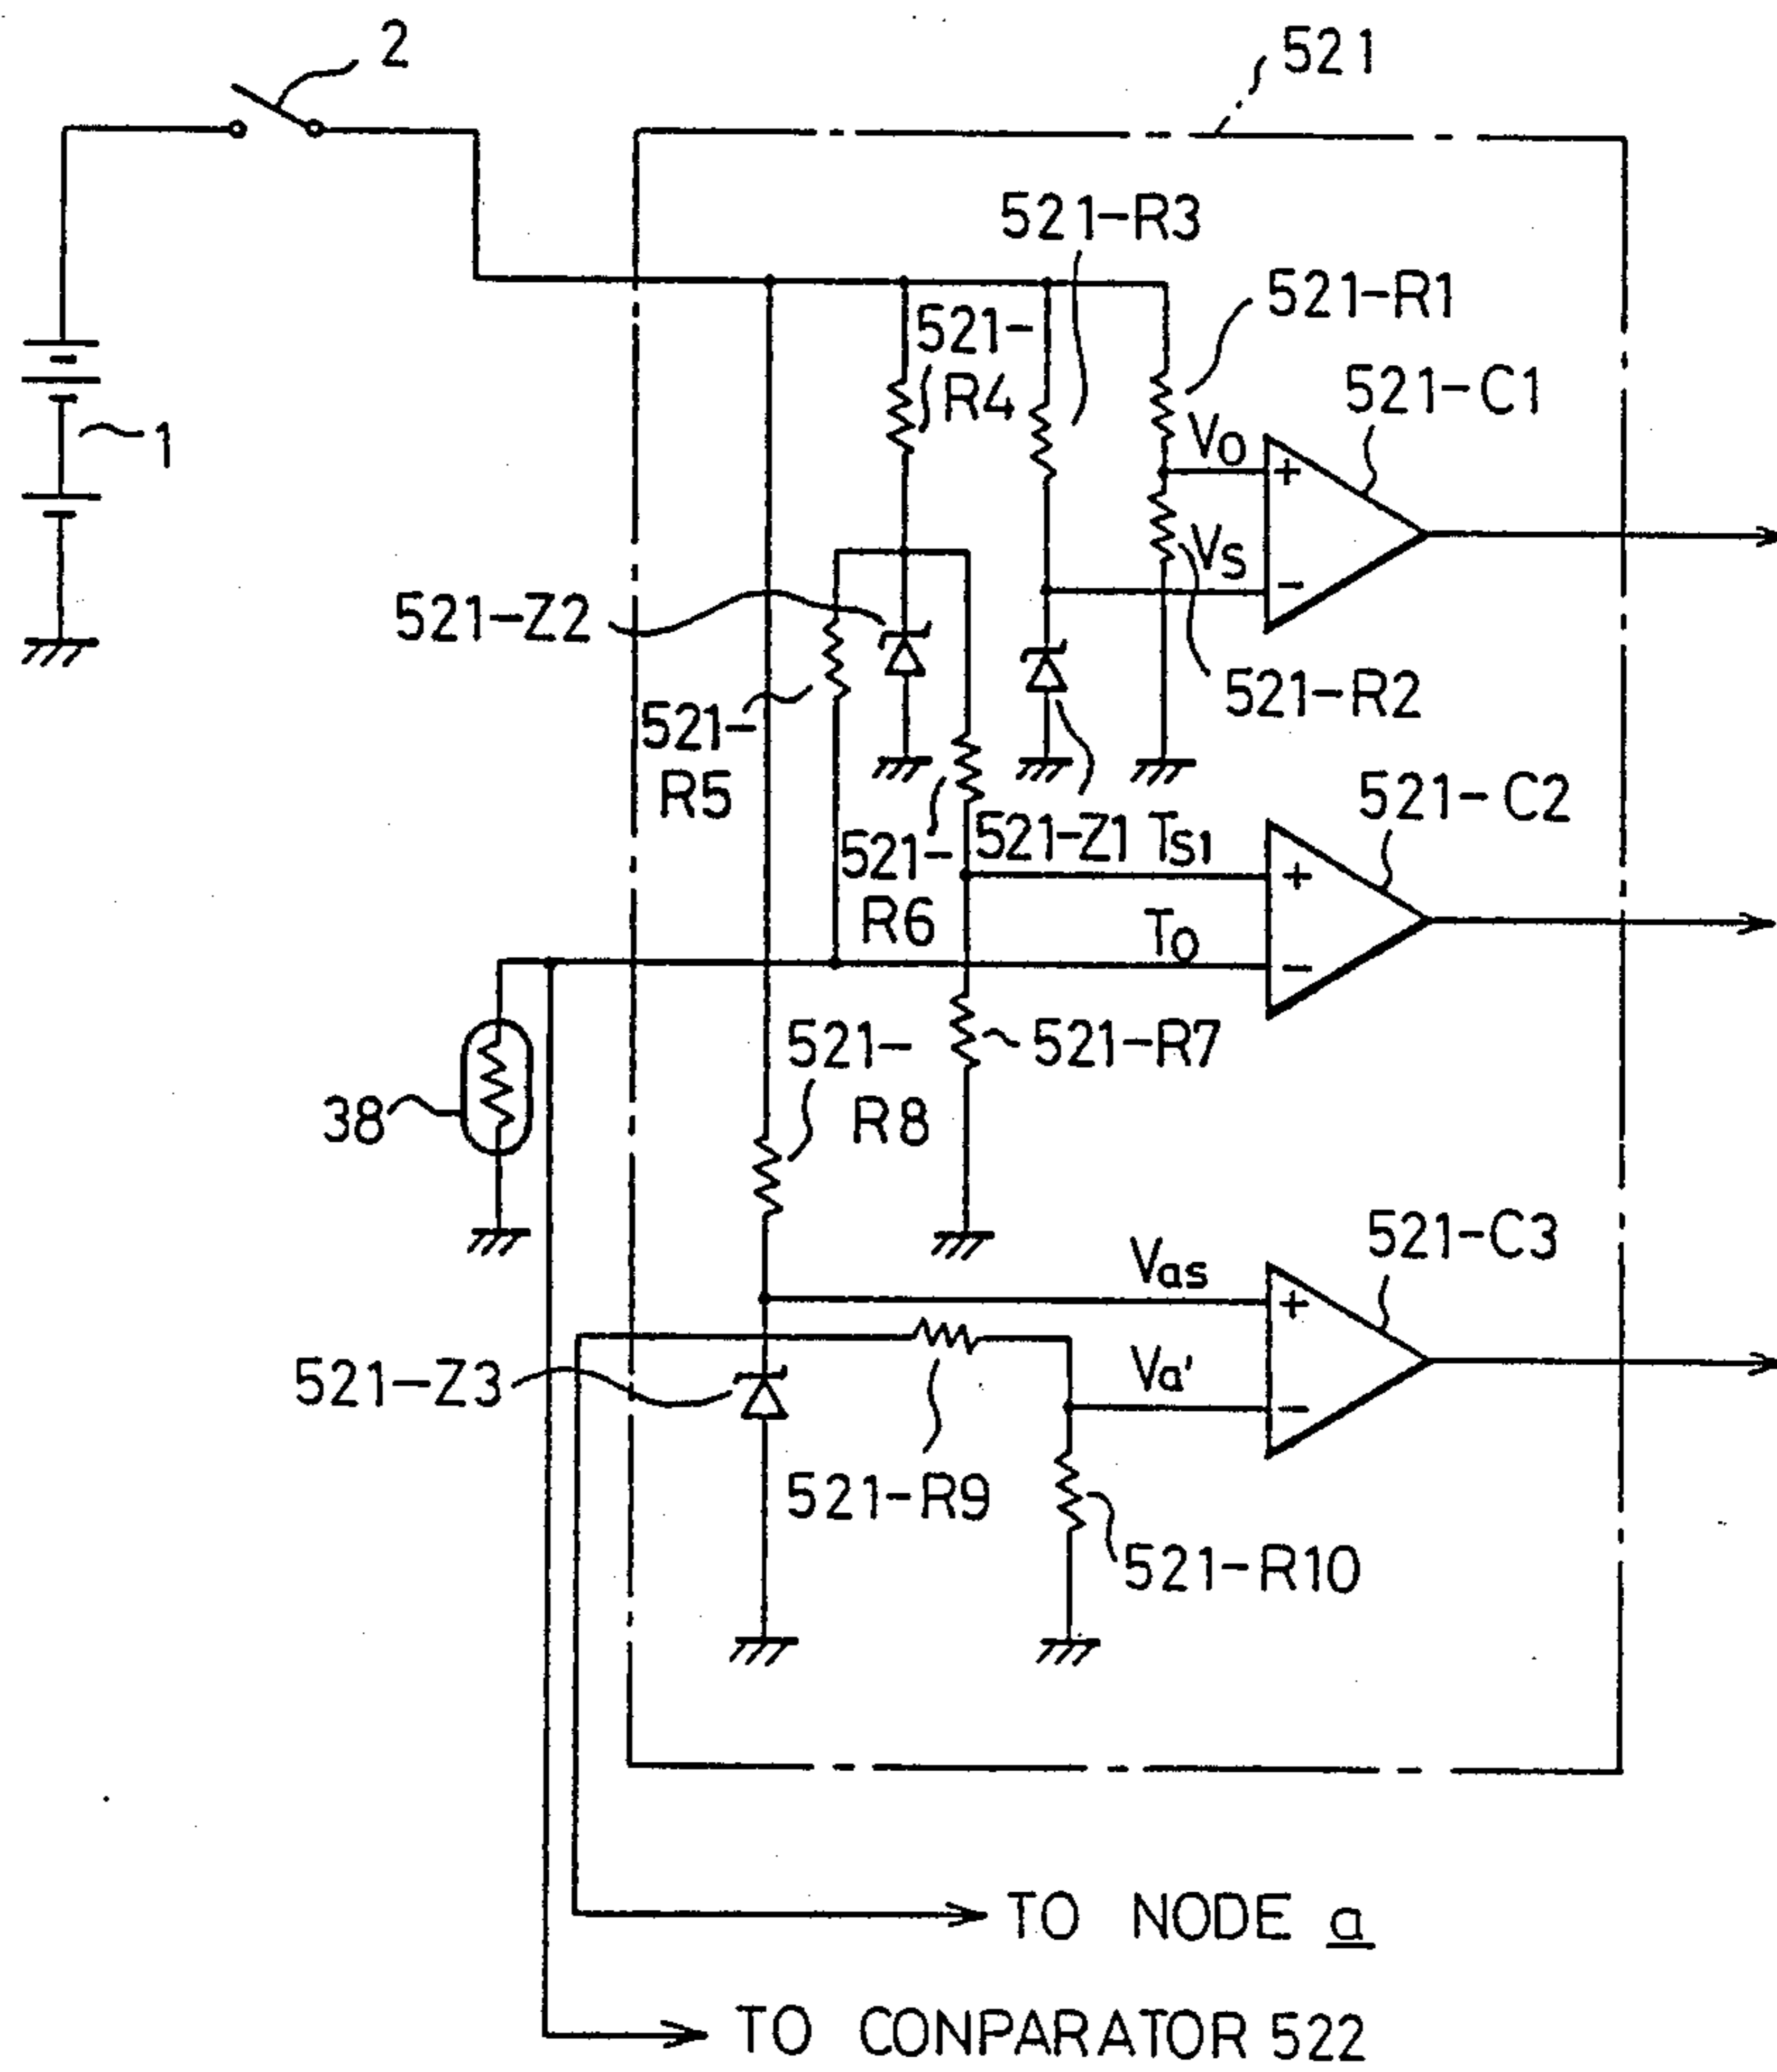 2
521
521-R3
521-R1
521-
R4
521-C1
1
Vo
+
Vs
-
521-Z2
521-R2
521-
R5
521-C2
521-Z1
Ts1
521-
R6
+
To
-
521-
R8
521-R7
38
521-C3
Vas
+
521-Z3
Va'
-
521-R9
521-R10
TO NODE a
TO CONPARATOR 522